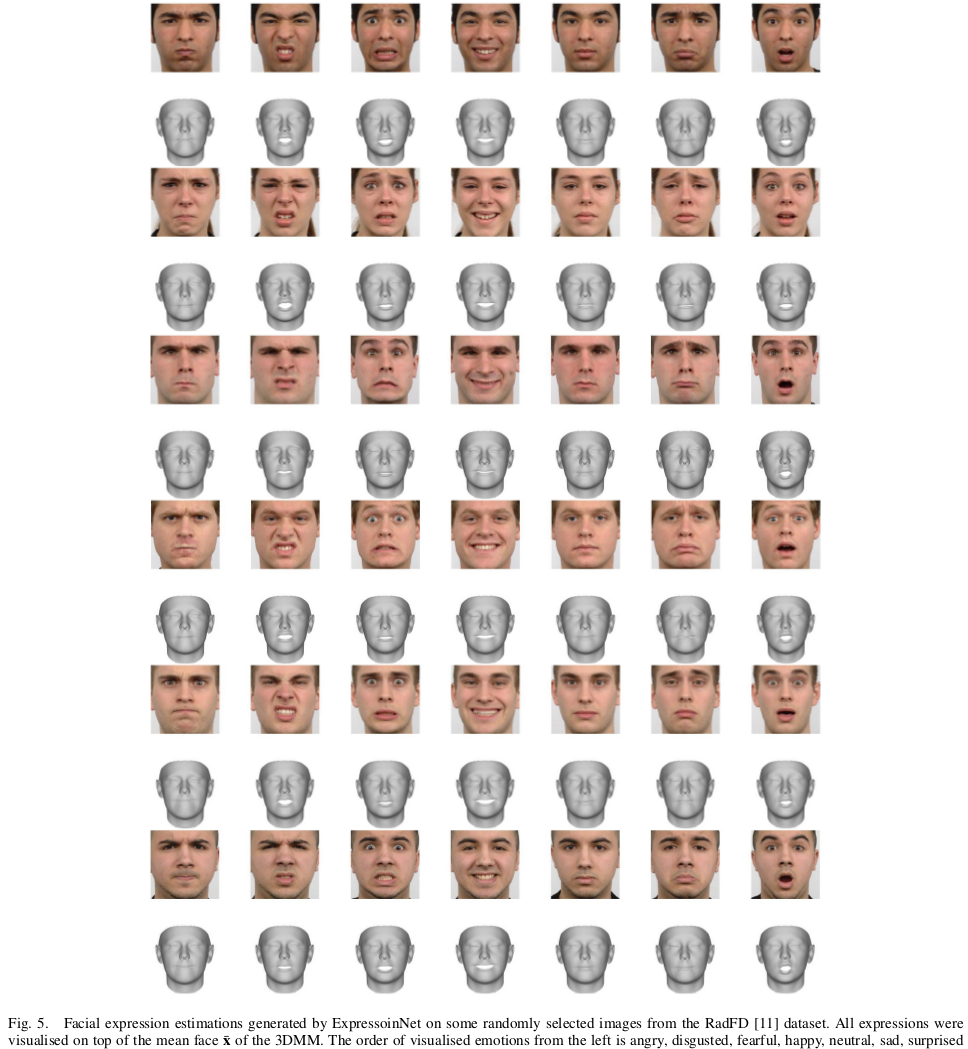 Fig. 5. Facial expression estimations generated by ExpressoinNet on some randomly selected images from the RadFD [11] dataset. All expressions were
visualised on top of the mean face x̄ of the 3DMM. The order of visualised emotions from the left is angry, disgusted, fearful, happy, neutral, sad, surprised